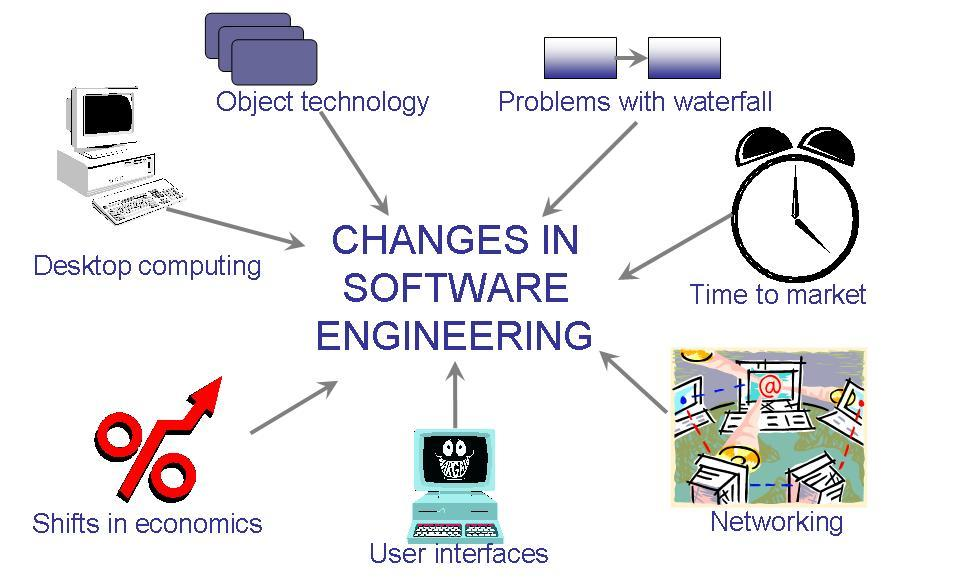 Object technology
Problems with waterfall
Desktop computing
CHANGES IN
SOFTWARE
ENGINEERING
Time to market
@
Shifts in economics
User interfaces
Networking